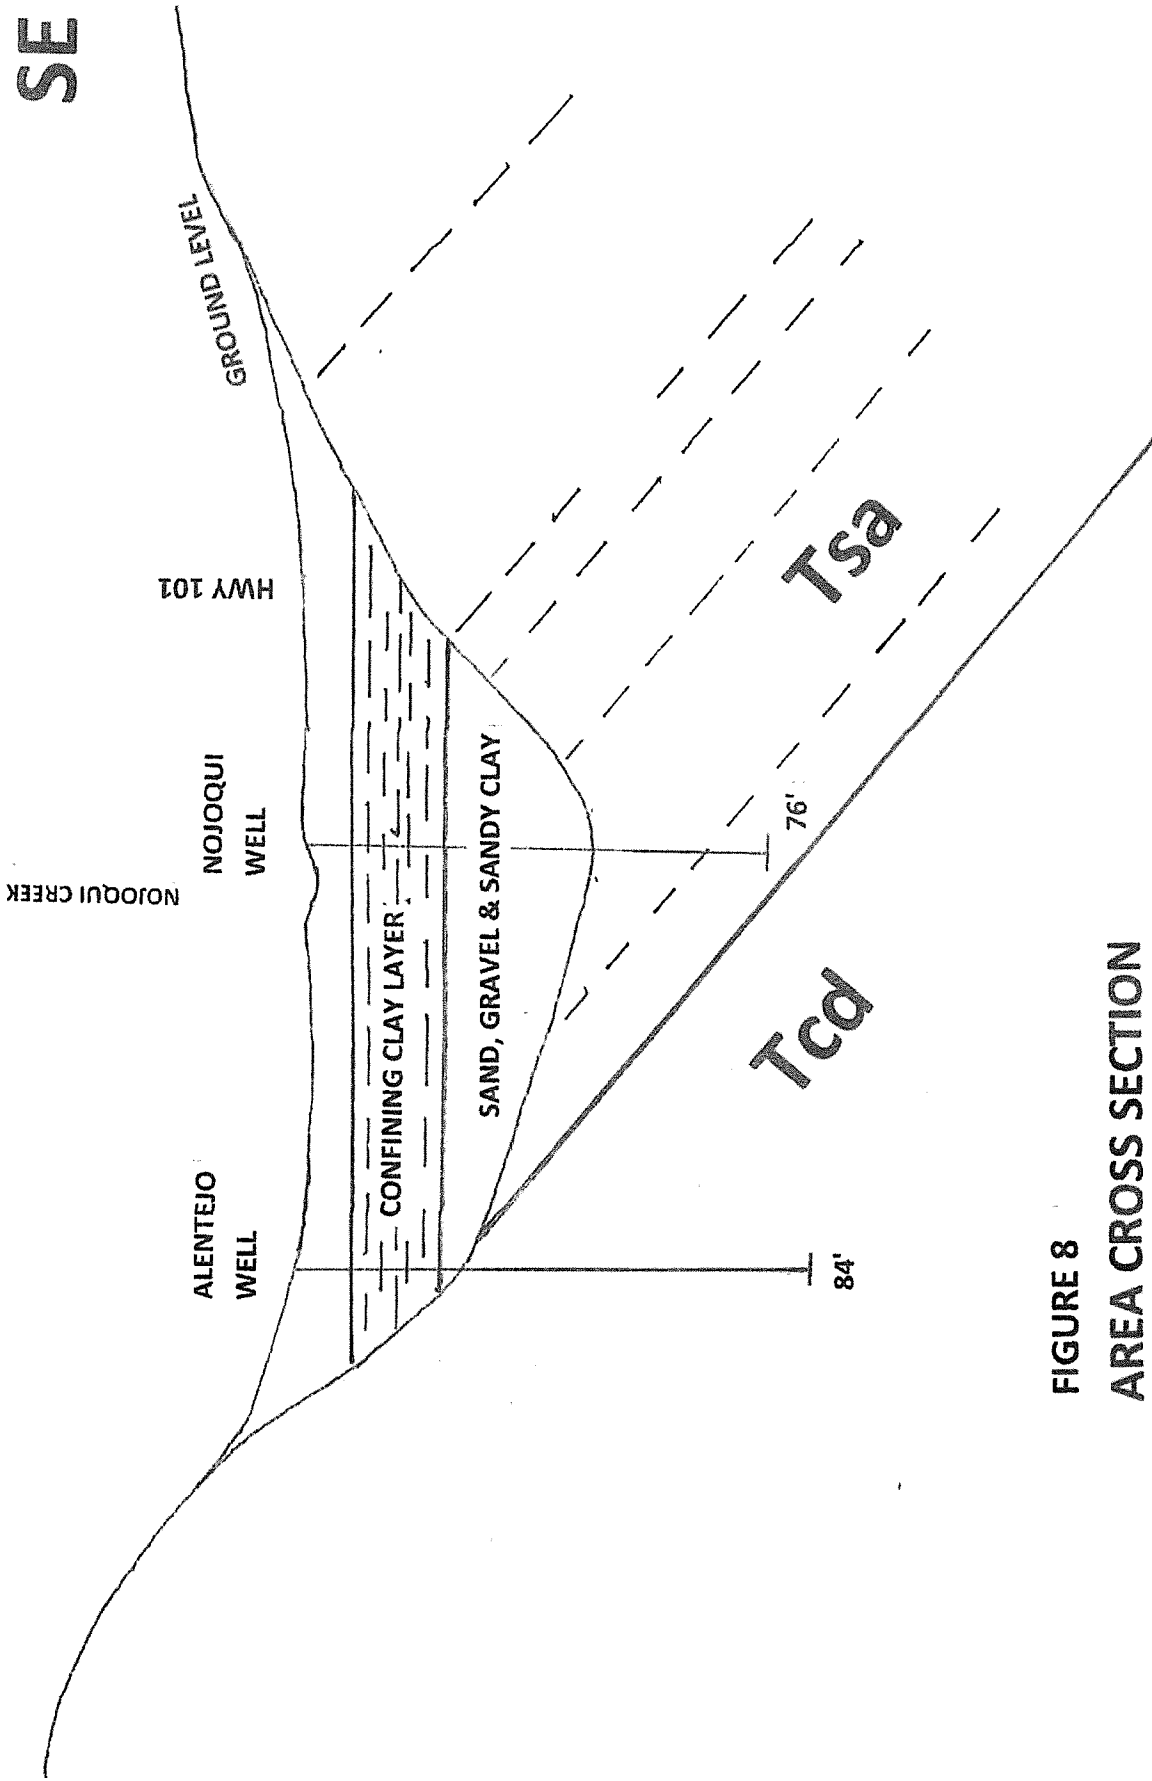 SE
GROUND LEVEL
HWY 101
NOJOQUI
WELL
NOJOQUI CREEK
ALENTEJO
WELL
CONFINING CLAY LAYER
SAND, GRAVEL & SANDY CLAY
Tsa
76'
Tcd
84'
FIGURE 8
AREA CROSS SECTION